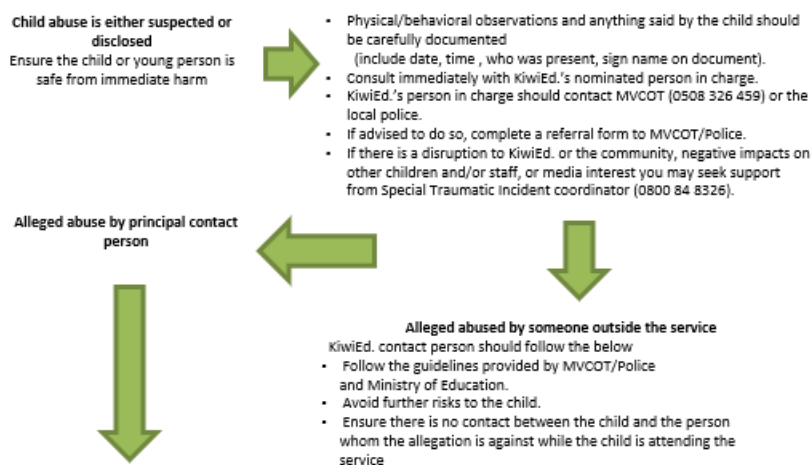 Child abuse is either suspected or
disclosed
Ensure the child or young person is
safe from immediate harm
• Physical/behavioral observations and anything said by the child should
be carefully documented
(include date, time , who was present, sign name on document).
• Consult immediately with KiwiEd.'s nominated person in charge.
• KiwiEd.'s person in charge should contact MVCOT (0508 326 459) or the
local police.
• If advised to do so, complete a referral form to MVCOT/Police.
• If there is a disruption to KiwiEd. or the community, negative impacts on
other children and/or staff, or media interest you may seek support
from Special Traumatic Incident coordinator (0800 84 8326).
Alleged abuse by principal contact
person
Alleged abused by someone outside the service
KiwiEd. contact person should follow the below
• Follow the guidelines provided by MVCOT/Police
and Ministry of Education.
• Avoid further risks to the child.
• Ensure there is no contact between the child and the person
whom the allegation is against while the child is attending the
service